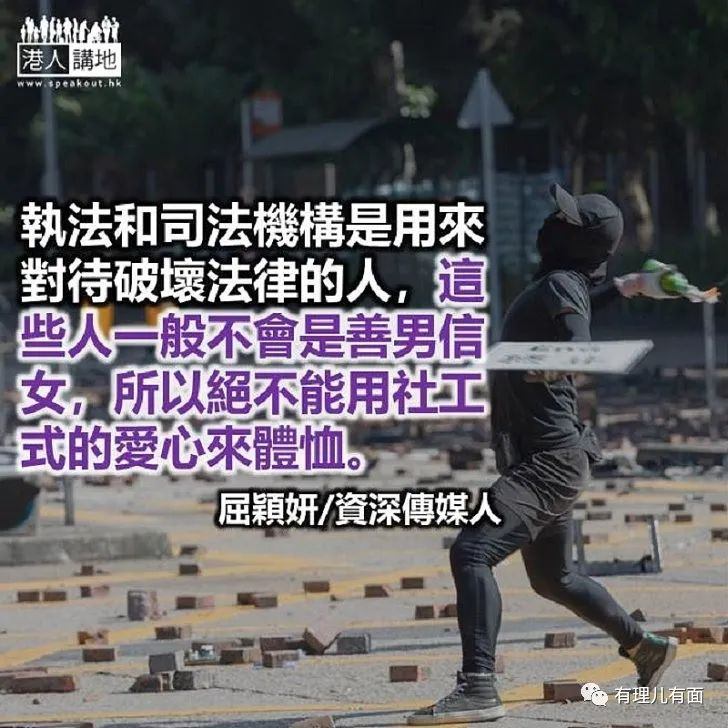 港人講地
www.speakout.hk
執法和司法機構是用來
對待破壞法律的人，這
些人一般不會是善男信
女，所以絕不能用社工
式的愛心來體恤。
屈穎妍/資深傳媒人
有理儿有面